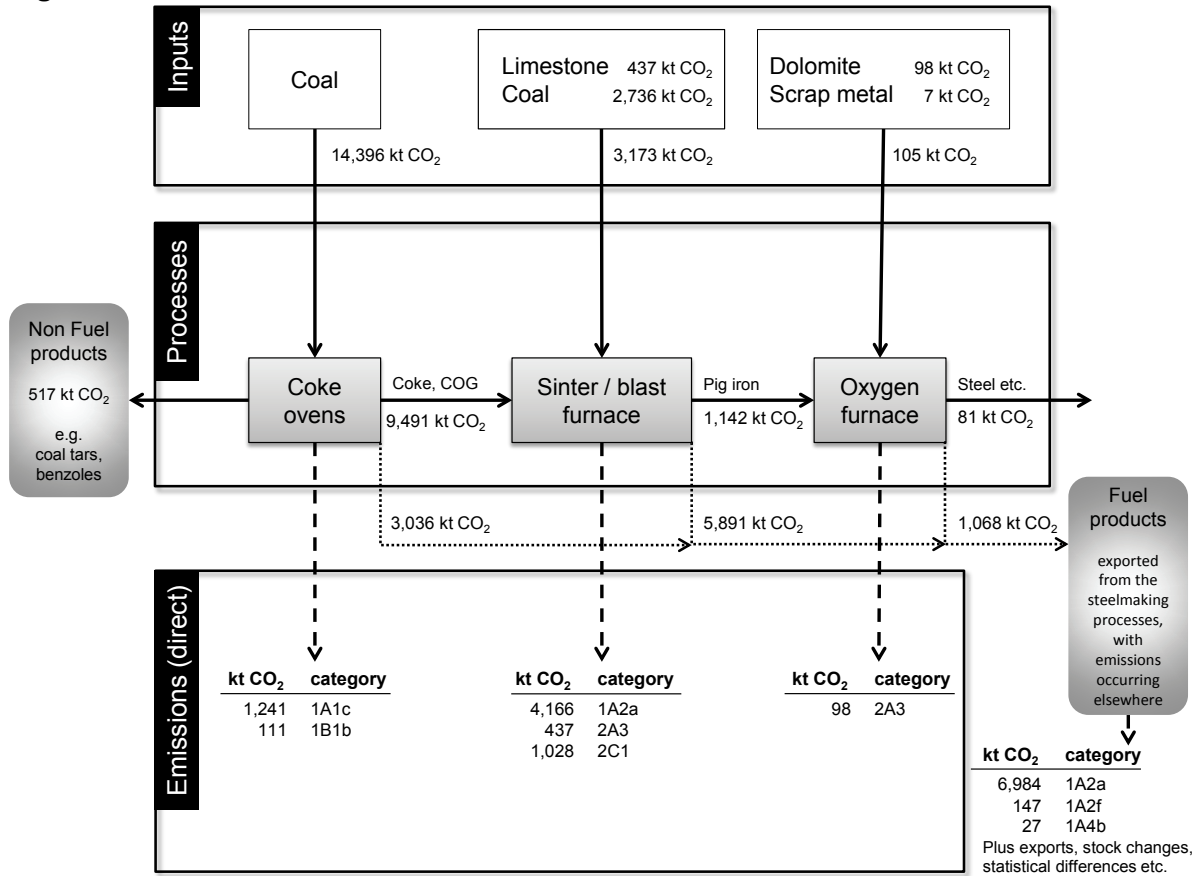 Inputs
Coal
Limestone 437 kt CO₂
Coal 2,736 kt CO₂
Dolomite 98 kt CO₂
Scrap metal 7 kt CO₂
14,396 kt CO₂
3,173 kt CO₂
105 kt CO₂
Processes
Non Fuel
products
517 kt CO₂
e.g.
coal tars,
benzoles
Coke
ovens
Coke, COG
9,491 kt CO₂
Sinter / blast
furnace
Pig iron
1,142 kt CO₂
Oxygen
furnace
Steel etc.
81 kt CO₂
3,036 kt CO₂
5,891 kt CO₂
1,068 kt CO₂
Fuel
products
exported
from the
steelmaking
processes,
with
emissions
occurring
elsewhere
Emissions (direct)
kt CO₂ category
1,241 1A1c
111 1B1b
kt CO₂ category
4,166 1A2a
437 2A3
1,028 2C1
kt CO₂ category
98 2A3
kt CO₂ category
6,984 1A2a
147 1A2f
27 1A4b
Plus exports, stock changes,
statistical differences etc.